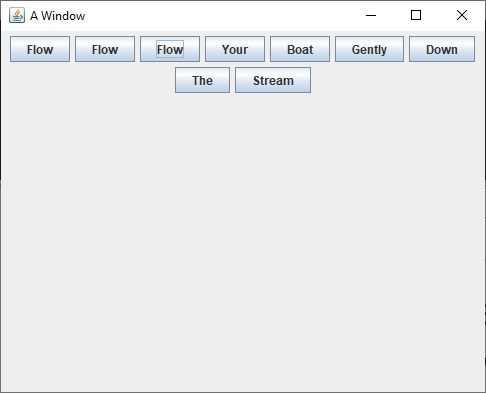 A Window
Flow Flow Flow Your Boat Gently Down
The Stream